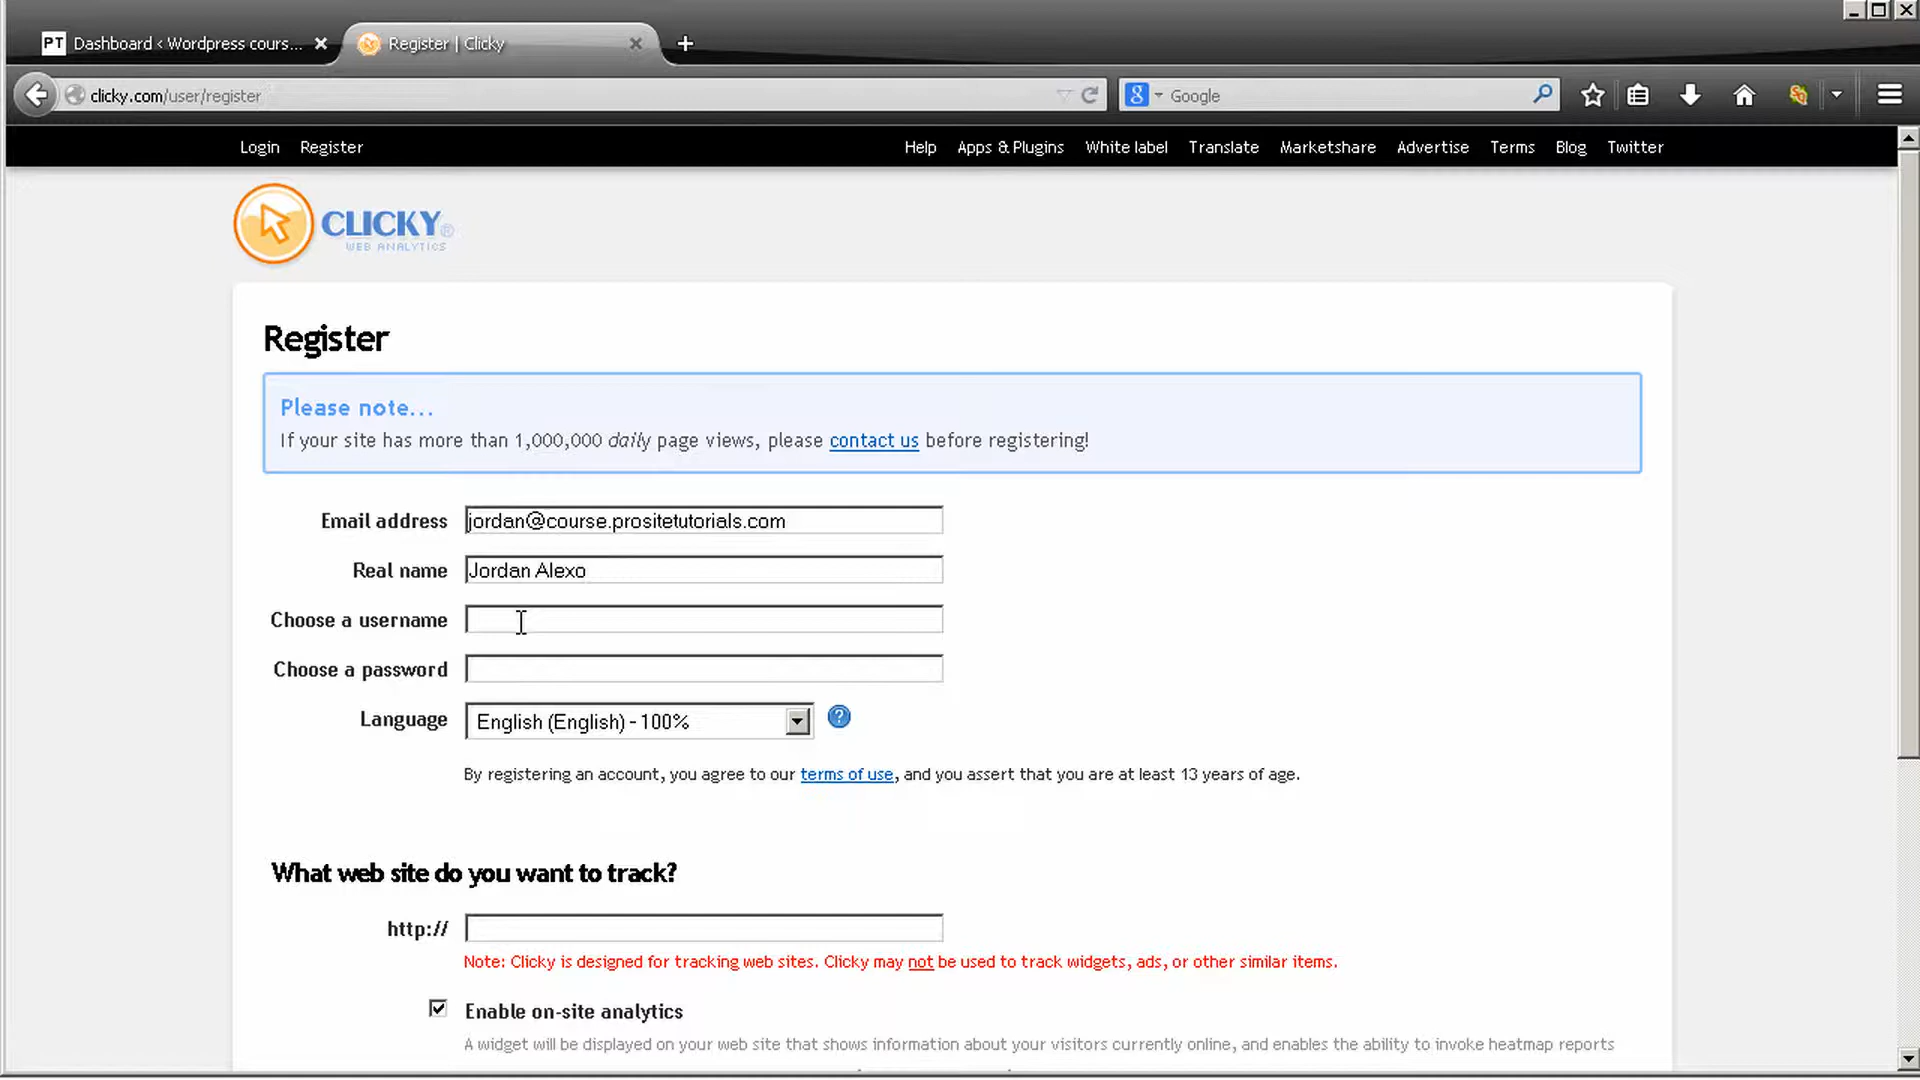 PT Dashboard < Wordpress cours...
Register | Clicky
clicky.com/user/register
8 Google
Login Register Help Apps & Plugins White label Translate Marketshare Advertise Terms Blog Twitter
CLICKY®
WEB ANALYTICS
Register
Please note...
If your site has more than 1,000,000 daily page views, please contact us before registering!
Email address jordan@course.prositetutorials.com
Real name Jordan Alexo
Choose a username
Choose a password
Language English (English) - 100% ?
By registering an account, you agree to our terms of use, and you assert that you are at least 13 years of age.
What web site do you want to track?
http://
Note: Clicky is designed for tracking web sites. Clicky may not be used to track widgets, ads, or other similar items.
Enable on-site analytics
A widget will be displayed on your web site that shows information about your visitors currently online, and enables the ability to invoke heatmap reports